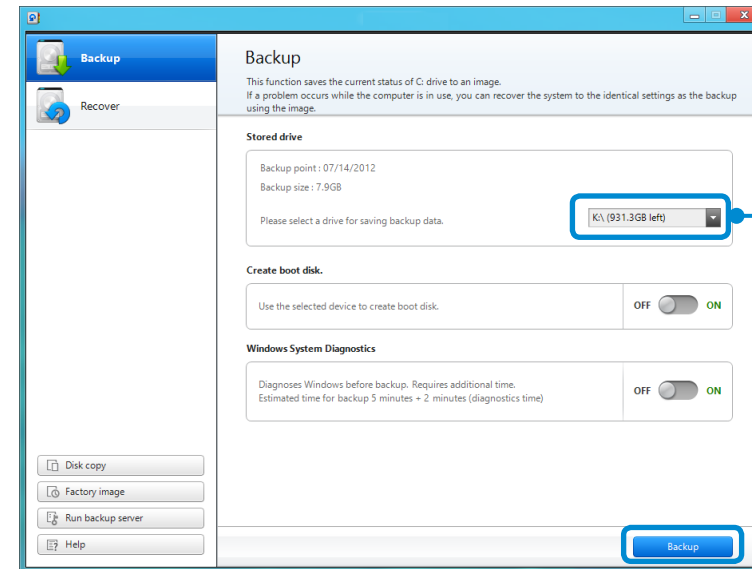 Backup
Recover
Disk copy
Factory image
Run backup server
Help
Backup
This function saves the current status of C: drive to an image.
If a problem occurs while the computer is in use, you can recover the system to the identical settings as the backup
using the image.
Stored drive
Backup point : 07/14/2012
Backup size : 7.9GB
Please select a drive for saving backup data.
K:\ (931.3GB left)
Create boot disk.
Use the selected device to create boot disk.
OFF ON
Windows System Diagnostics
Diagnoses Windows before backup. Requires additional time.
Estimated time for backup 5 minutes + 2 minutes (diagnostics time)
OFF ON
Backup